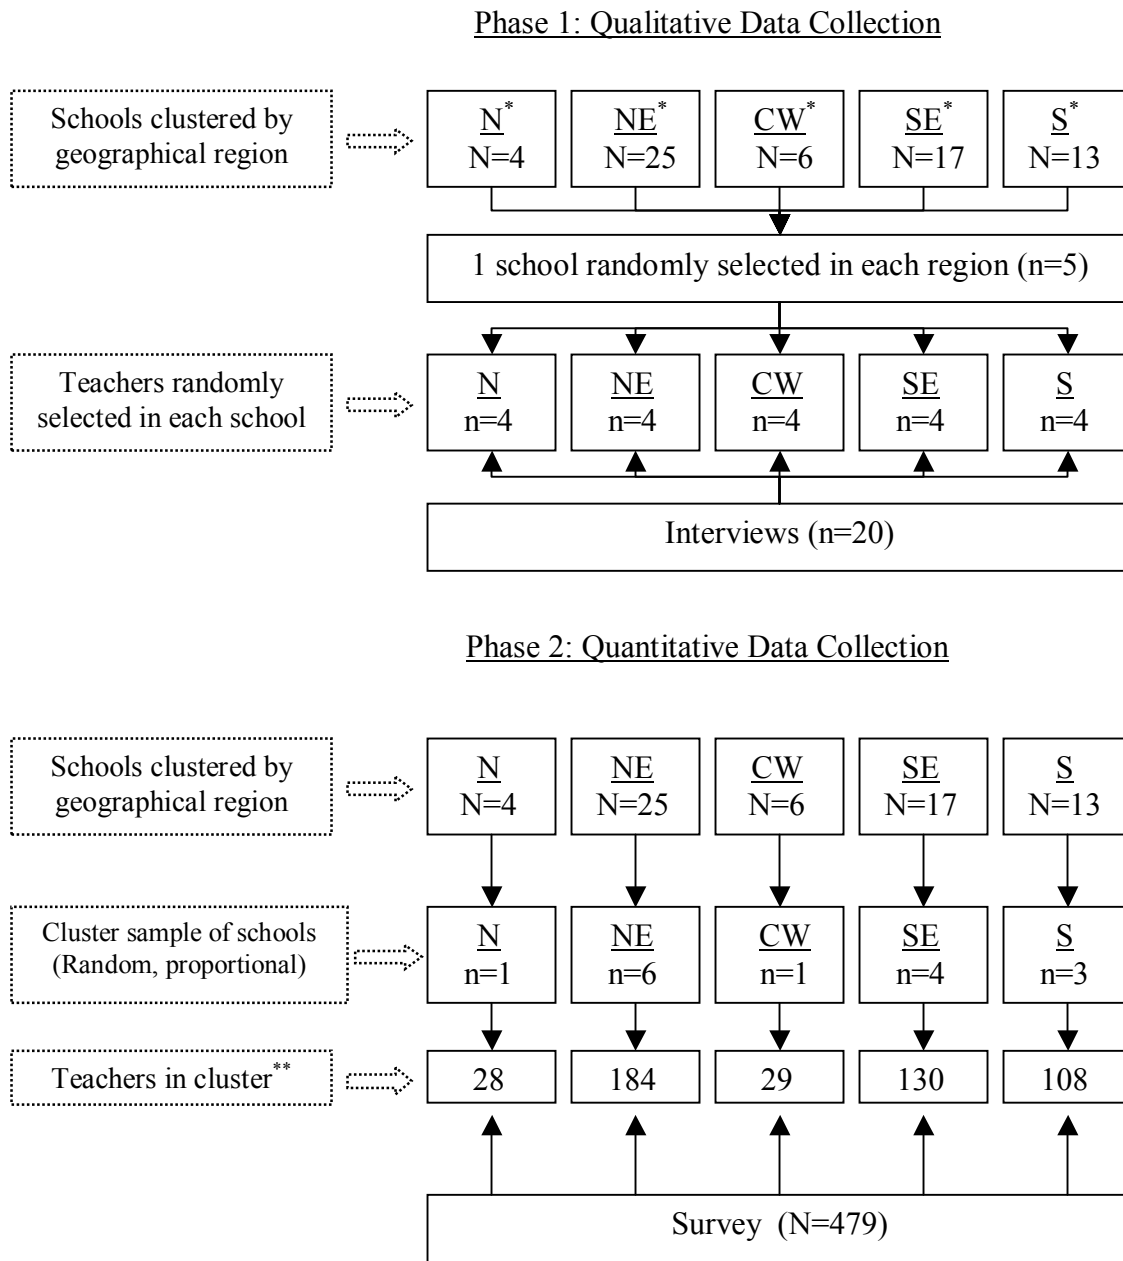 Phase 1: Qualitative Data Collection
Schools clustered by
geographical region
N*
N=4
NE*
N=25
CW*
N=6
SE*
N=17
S*
N=13
1 school randomly selected in each region (n=5)
Teachers randomly
selected in each school
N
n=4
NE
n=4
CW
n=4
SE
n=4
S
n=4
Interviews (n=20)
Phase 2: Quantitative Data Collection
Schools clustered by
geographical region
N
N=4
NE
N=25
CW
N=6
SE
N=17
S
N=13
Cluster sample of schools
(Random, proportional)
N
n=1
NE
n=6
CW
n=1
SE
n=4
S
n=3
Teachers in cluster**
28
184
29
130
108
Survey (N=479)